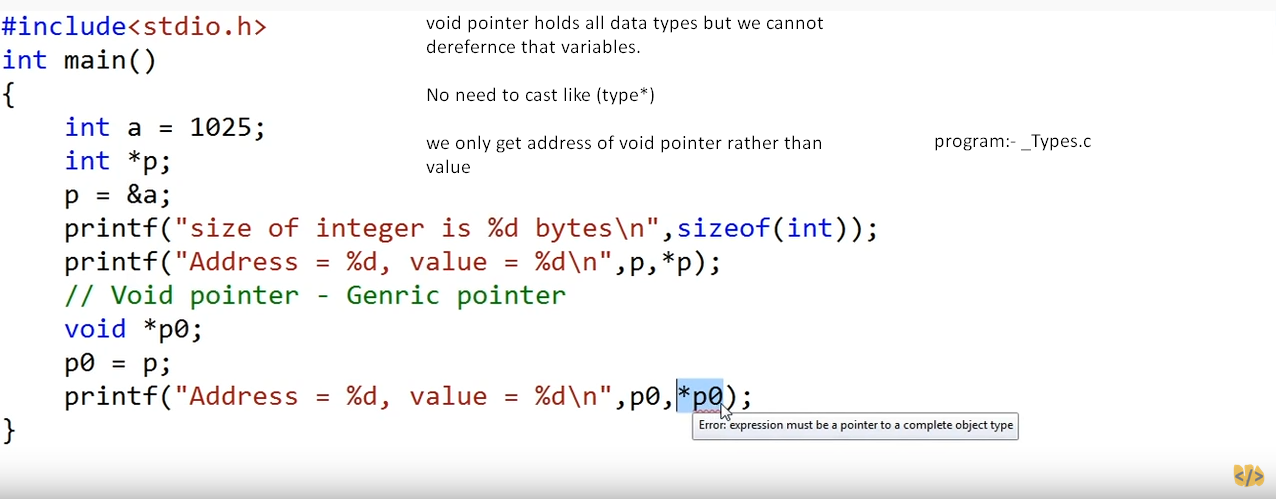 #include<stdio.h>
int main()
{
int a = 1025;
int *p;
p = &a;
printf("size of integer is %d bytes\n",sizeof(int));
printf("Address = %d, value = %d\n",p,*p);
// Void pointer - Genric pointer
void *p0;
p0 = p;
printf("Address = %d, value = %d\n",p0,*p0);
Error: expression must be a pointer to a complete object type
}
void pointer holds all data types but we cannot
derefernce that variables.
No need to cast like (type*)
we only get address of void pointer rather than
value
program:- _Types.c
</>